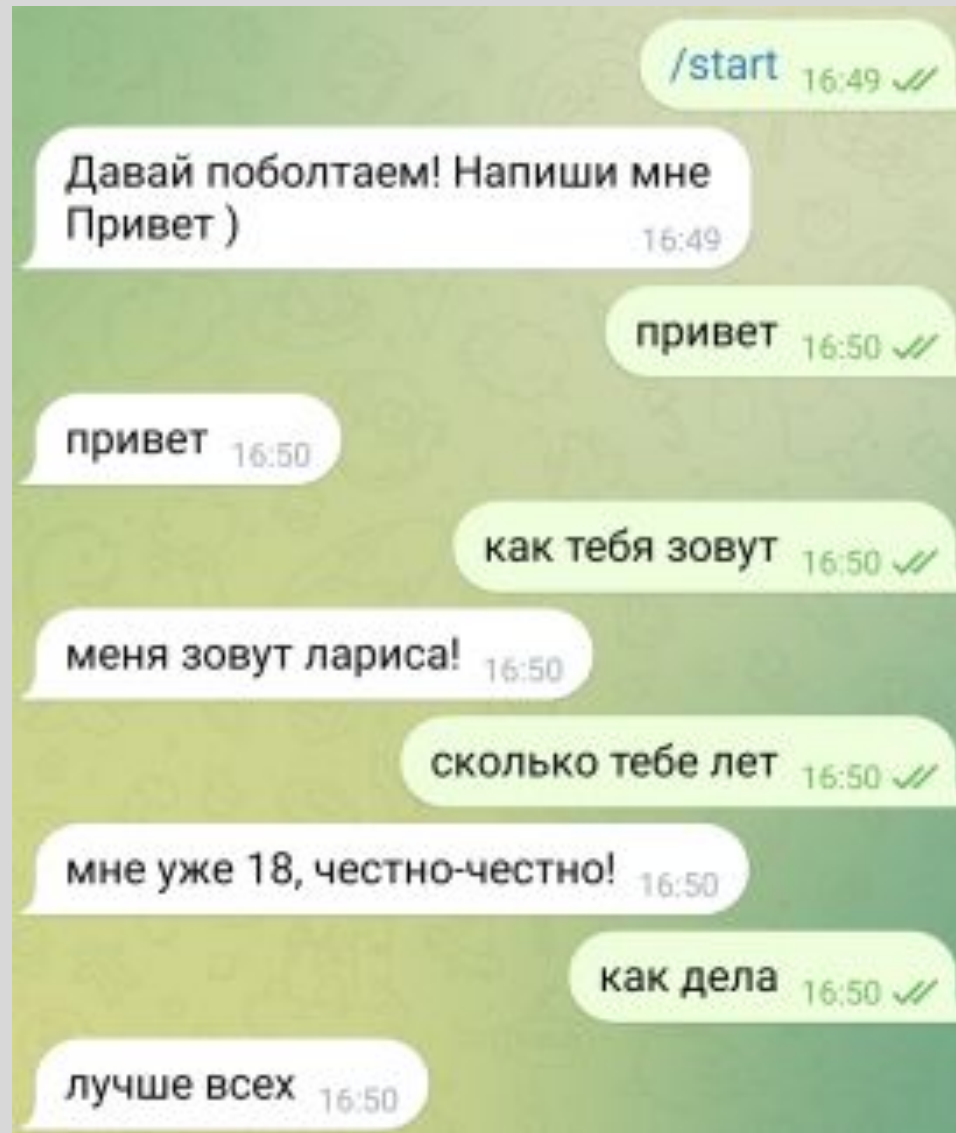 /start 16:49
Давай поболтаем! Напиши мне
Привет ) 16:49
привет 16:50
привет 16:50
как тебя зовут 16:50
меня зовут лариса! 16:50
сколько тебе лет 16:50
мне уже 18, честно-честно! 16:50
как дела 16:50
лучше всех 16:50